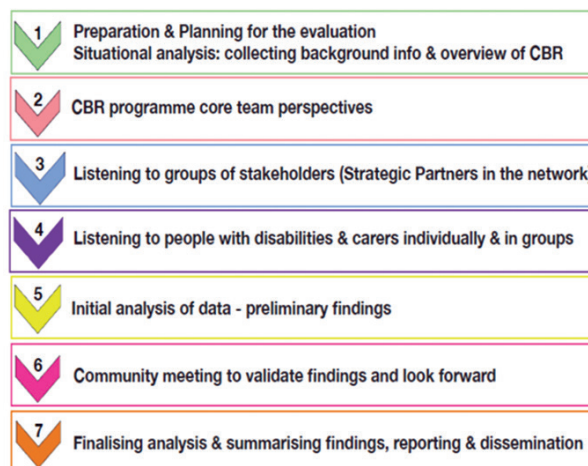 1
Preparation & Planning for the evaluation
Situational analysis: collecting background info & overview of CBR
2
CBR programme core team perspectives
3
Listening to groups of stakeholders (Strategic Partners in the network
4
Listening to people with disabilities & carers individually & in groups
5
Initial analysis of data - preliminary findings
6
Community meeting to validate findings and look forward
7
Finalising analysis & summarising findings, reporting & dissemination